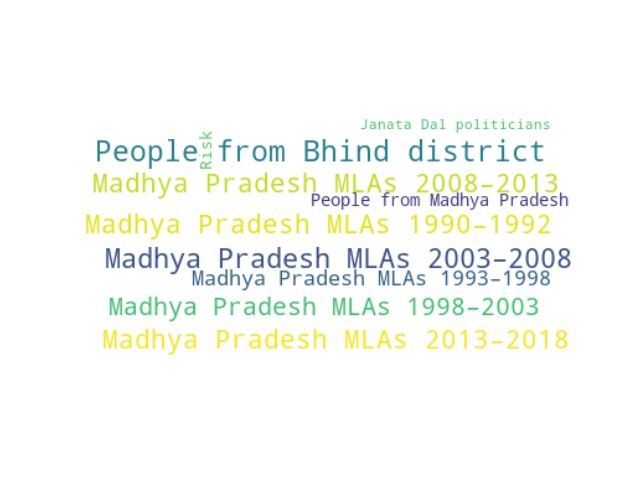 Janata Dal politicians
Risk
People from Bhind district
Madhya Pradesh MLAs 2008–2013
People from Madhya Pradesh
Madhya Pradesh MLAs 1990–1992
Madhya Pradesh MLAs 2003–2008
Madhya Pradesh MLAs 1993–1998
Madhya Pradesh MLAs 1998–2003
Madhya Pradesh MLAs 2013–2018